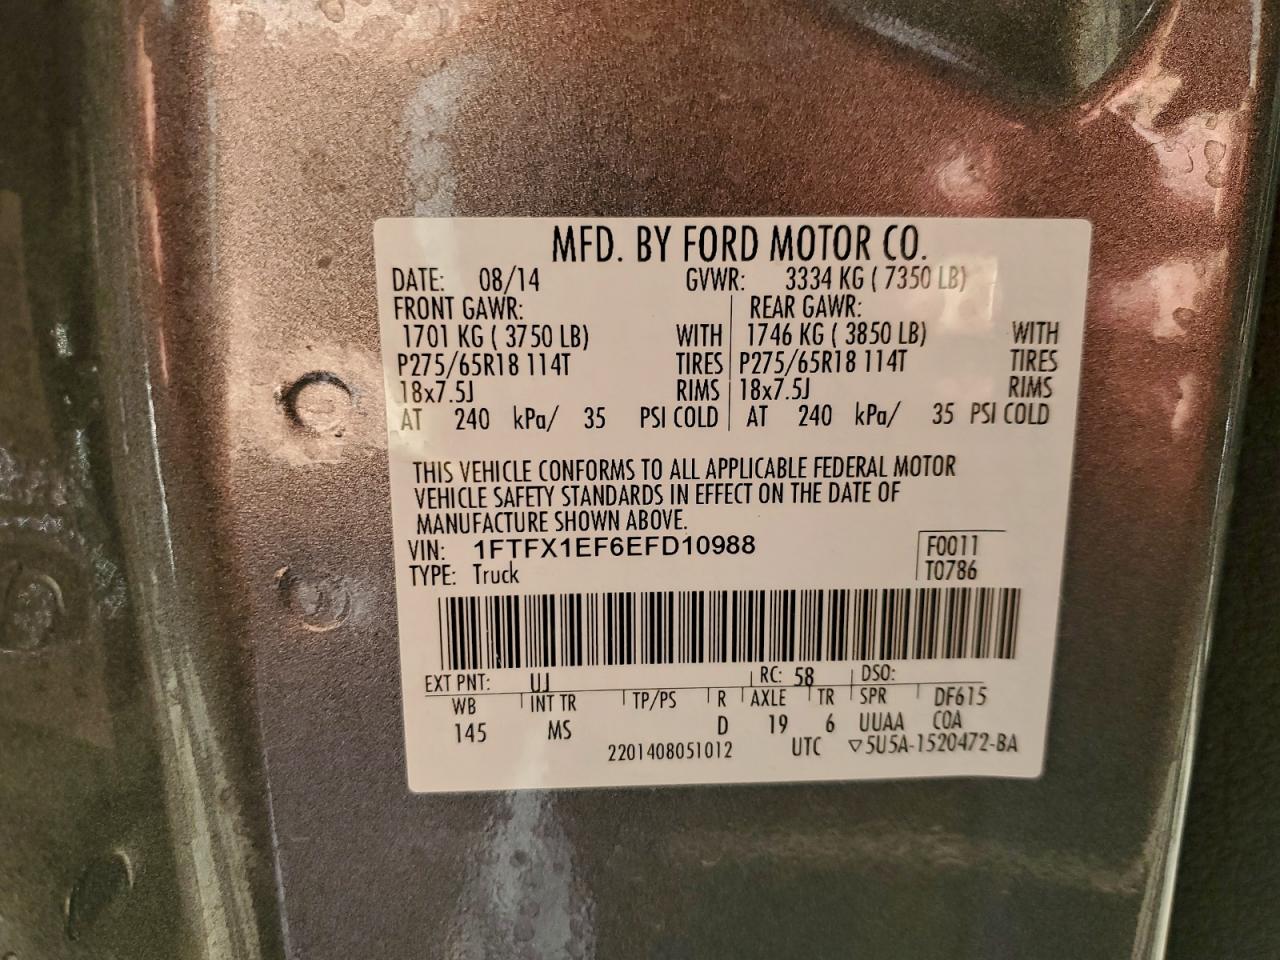 MFD. BY FORD MOTOR CO.
DATE: 08/14 GVWR: 3334 KG ( 7350 LB)
FRONT GAWR: REAR GAWR:
1701 KG ( 3750 LB) WITH 1746 KG ( 3850 LB) WITH
P275/65R18 114T TIRES P275/65R18 114T TIRES
18x7.5J RIMS 18x7.5J RIMS
AT 240 kPa/ 35 PSI COLD AT 240 kPa/ 35 PSI COLD
THIS VEHICLE CONFORMS TO ALL APPLICABLE FEDERAL MOTOR
VEHICLE SAFETY STANDARDS IN EFFECT ON THE DATE OF
MANUFACTURE SHOWN ABOVE.
VIN: 1FTFX1EF6EFD10988 F0011
TYPE: Truck T0786
EXT PNT: UJ RC: 58 DSO:
WB INT TR TP/PS R AXLE TR SPR DF615
145 MS D 19 6 UUAA COA
2201408051012 UTC ▽5U5A-1520472-BA